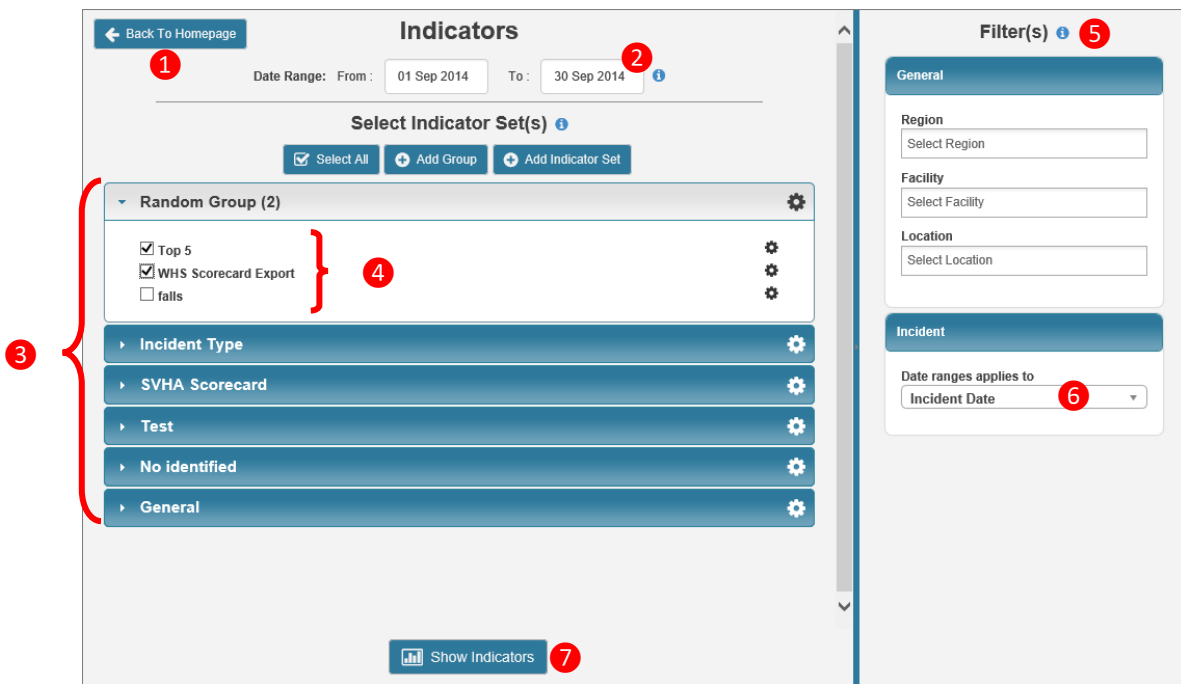 Back To Homepage
1
Indicators
Date Range: From : 01 Sep 2014 To : 30 Sep 2014
2
Select Indicator Set(s)
Select All Add Group Add Indicator Set
3
Random Group (2)
Top 5
WHS Scorecard Export
falls
4
Incident Type
SVHA Scorecard
Test
No identified
General
Show Indicators
7
Filter(s)
5
General
Region
Select Region
Facility
Select Facility
Location
Select Location
Incident
Date ranges applies to
Incident Date
6